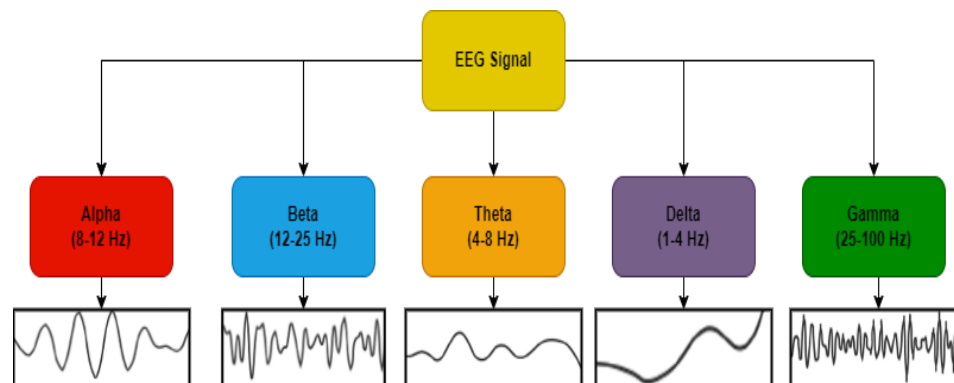 EEG Signal
Alpha
(8-12 Hz)
Beta
(12-25 Hz)
Theta
(4-8 Hz)
Delta
(1-4 Hz)
Gamma
(25-100 Hz)